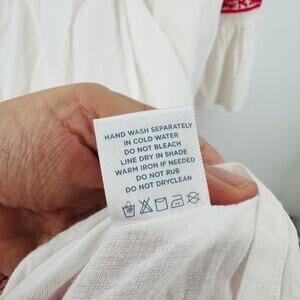 HAND WASH SEPARATELY
IN COLD WATER
DO NOT BLEACH
LINE DRY IN SHADE
WARM IRON IF NEEDED
DO NOT RUB
DO NOT DRYCLEAN